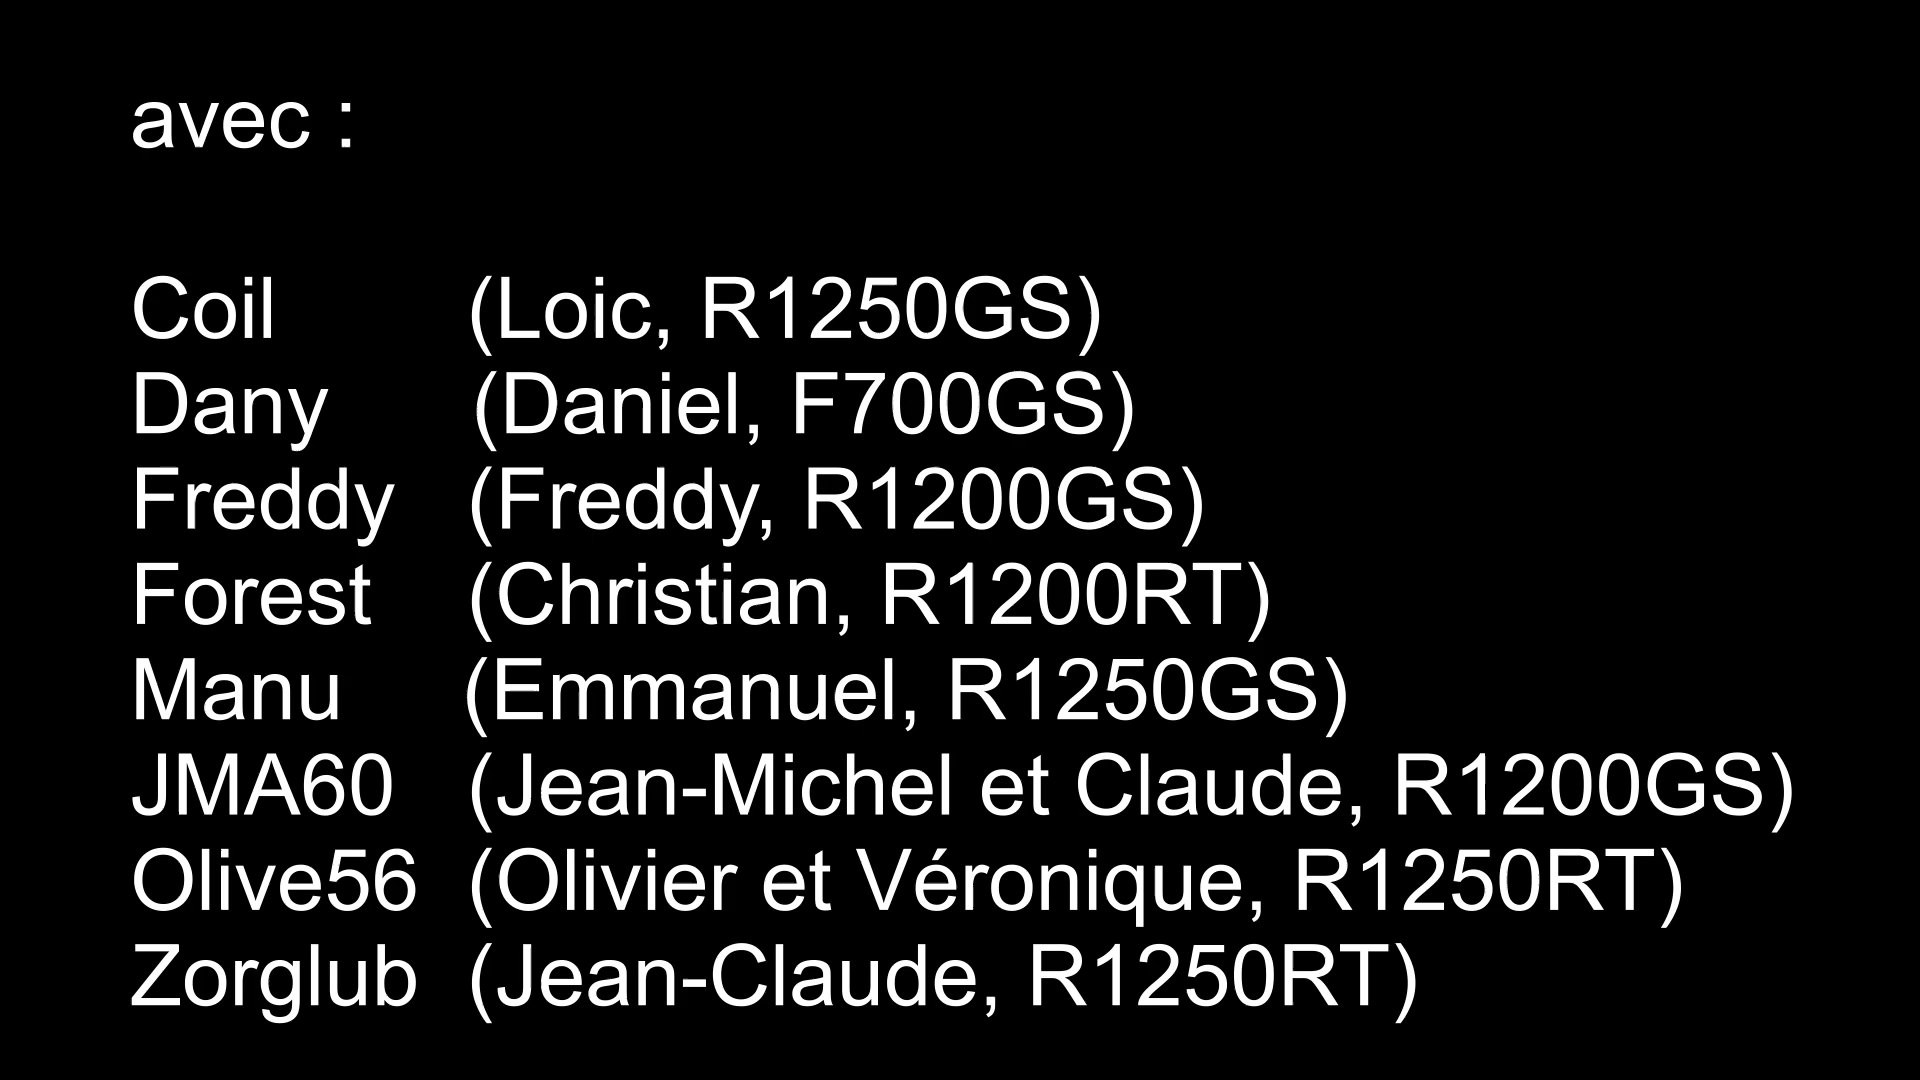 avec :
Coil (Loic, R1250GS)
Dany (Daniel, F700GS)
Freddy (Freddy, R1200GS)
Forest (Christian, R1200RT)
Manu (Emmanuel, R1250GS)
JMA60 (Jean-Michel et Claude, R1200GS)
Olive56 (Olivier et Véronique, R1250RT)
Zorglub (Jean-Claude, R1250RT)